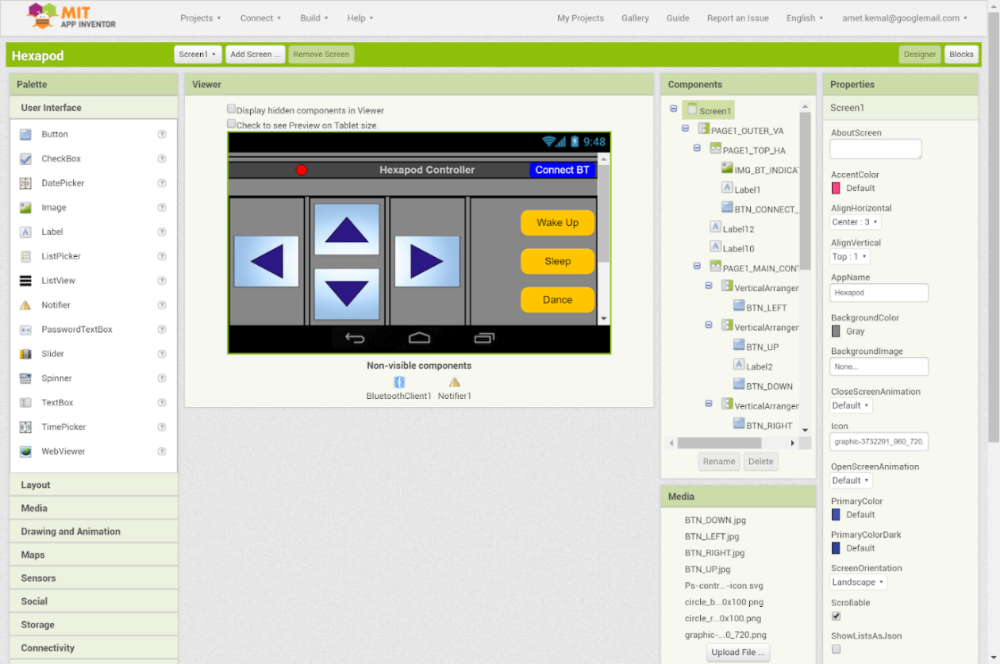 MIT
APP INVENTOR
Projects
Connect
Build
Help
My Projects
Gallery
Guide
Report an Issue
English
amet.kemal@googlemail.com
Hexapod
Screen1
Add Screen ...
Remove Screen
Designer
Blocks
Palette
User Interface
Button
CheckBox
DatePicker
Image
Label
ListPicker
ListView
Notifier
PasswordTextBox
Slider
Spinner
TextBox
TimePicker
WebViewer
Layout
Media
Drawing and Animation
Maps
Sensors
Social
Storage
Connectivity
Viewer
Display hidden components in Viewer
Check to see Preview on Tablet size.
9:48
Hexapod Controller
Connect BT
Wake Up
Sleep
Dance
Non-visible components
BluetoothClient1
Notifier1
Components
Screen1
PAGE1_OUTER_VA
PAGE1_TOP_HA
IMG_BT_INDICA
Label1
BTN_CONNECT_
Label12
Label10
PAGE1_MAIN_CON
VerticalArranger
BTN_LEFT
VerticalArranger
BTN_UP
Label2
BTN_DOWN
VerticalArranger
BTN_RIGHT
Rename
Delete
Media
BTN_DOWN.jpg
BTN_LEFT.jpg
BTN_RIGHT.jpg
BTN_UP.jpg
Ps-contr...-icon.svg
circle_b...0x100.png
circle_r...0x100.png
graphic-...0_720.png
Upload File ...
Properties
Screen1
AboutScreen
AccentColor
Default
AlignHorizontal
Center : 3
AlignVertical
Top : 1
AppName
Hexapod
BackgroundColor
Gray
BackgroundImage
None...
CloseScreenAnimation
Default
Icon
graphic-3732291_960_720.
OpenScreenAnimation
Default
PrimaryColor
Default
PrimaryColorDark
Default
ScreenOrientation
Landscape
Scrollable
ShowListsAsJson